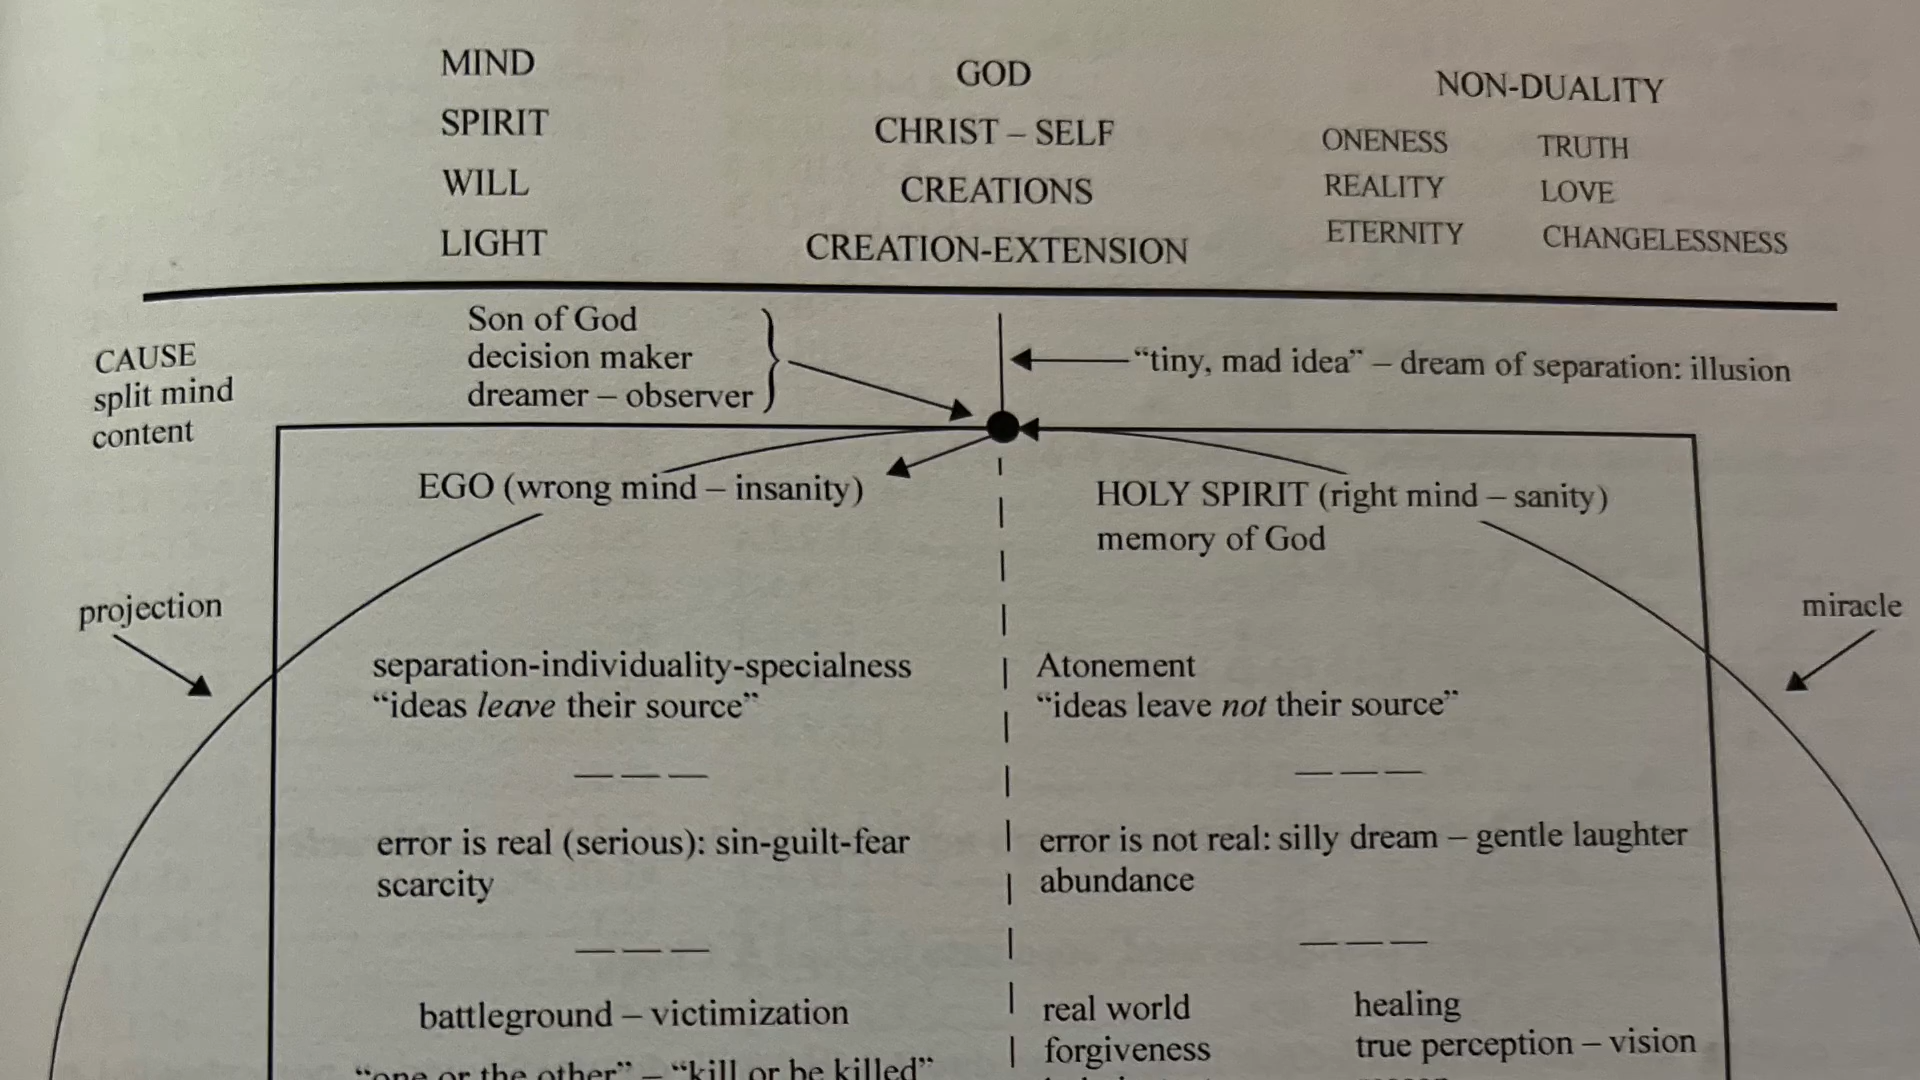 MIND
SPIRIT
WILL
LIGHT
GOD
CHRIST – SELF
CREATIONS
CREATION-EXTENSION
NON-DUALITY
ONENESS TRUTH
REALITY LOVE
ETERNITY CHANGELESSNESS
CAUSE
split mind
content
Son of God
decision maker
dreamer – observer
“tiny, mad idea” – dream of separation: illusion
EGO (wrong mind – insanity)
HOLY SPIRIT (right mind – sanity)
memory of God
projection
miracle
separation-individuality-specialness
“ideas leave their source”
Atonement
“ideas leave not their source”
error is real (serious): sin-guilt-fear
scarcity
error is not real: silly dream – gentle laughter
abundance
battleground – victimization
“one or the other” – “kill or be killed”
real world healing
forgiveness true perception – vision